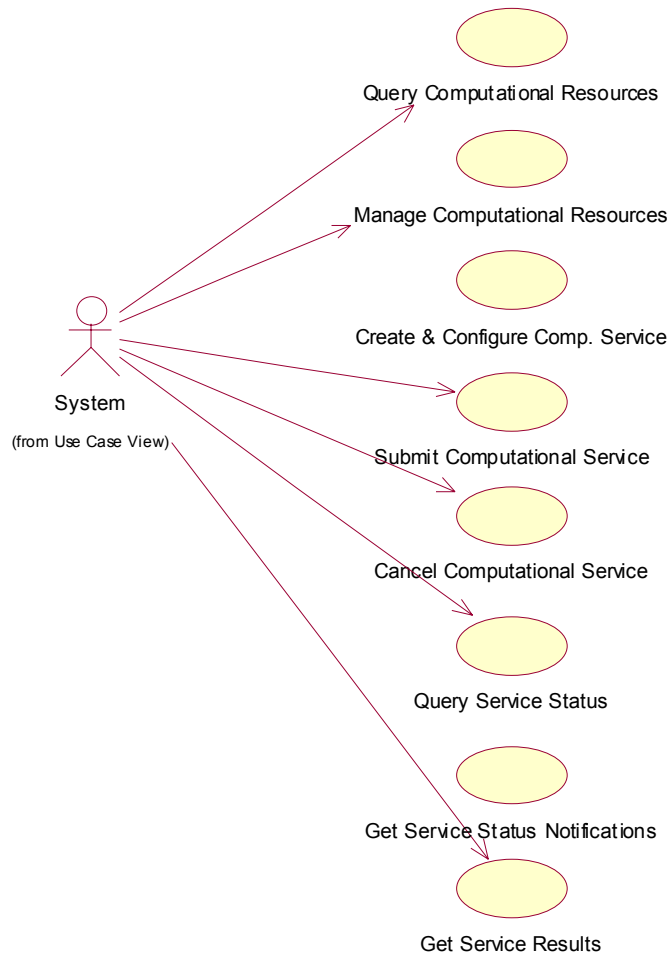 Query Computational Resources
Manage Computational Resources
Create & Configure Comp. Service
System
(from Use Case View)
Submit Computational Service
Cancel Computational Service
Query Service Status
Get Service Status Notifications
Get Service Results